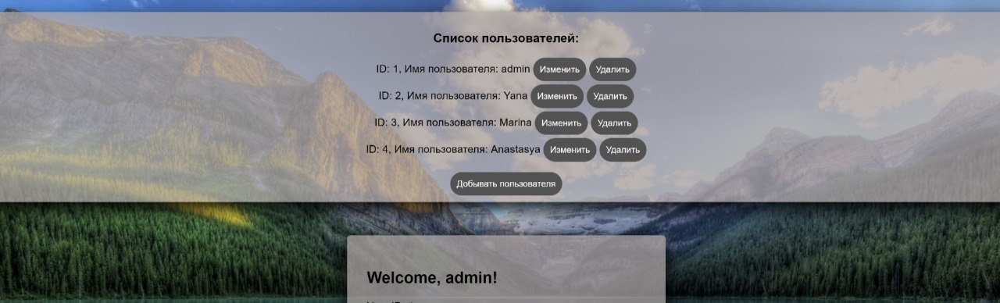 Список пользователей:
ID: 1, Имя пользователя: admin Изменить Удалить
ID: 2, Имя пользователя: Yana Изменить Удалить
ID: 3, Имя пользователя: Marina Изменить Удалить
ID: 4, Имя пользователя: Anastasya Изменить Удалить
Добывать пользователя
Welcome, admin!